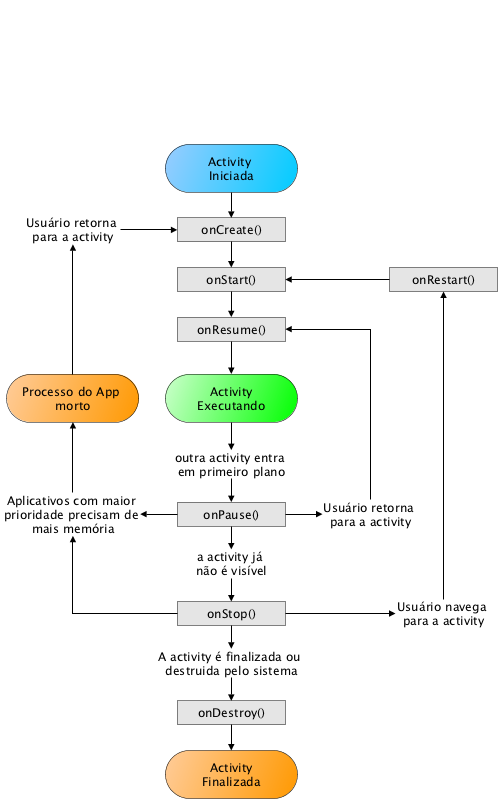 Activity
Iniciada
Usuário retorna
para a activity
onCreate()
onStart()
onRestart()
onResume()
Processo do App
morto
Activity
Executando
outra activity entra
em primeiro plano
Aplicativos com maior
prioridade precisam de
mais memória
onPause()
Usuário retorna
para a activity
a activity já
não é visível
onStop()
Usuário navega
para a activity
A activity é finalizada ou
destruida pelo sistema
onDestroy()
Activity
Finalizada